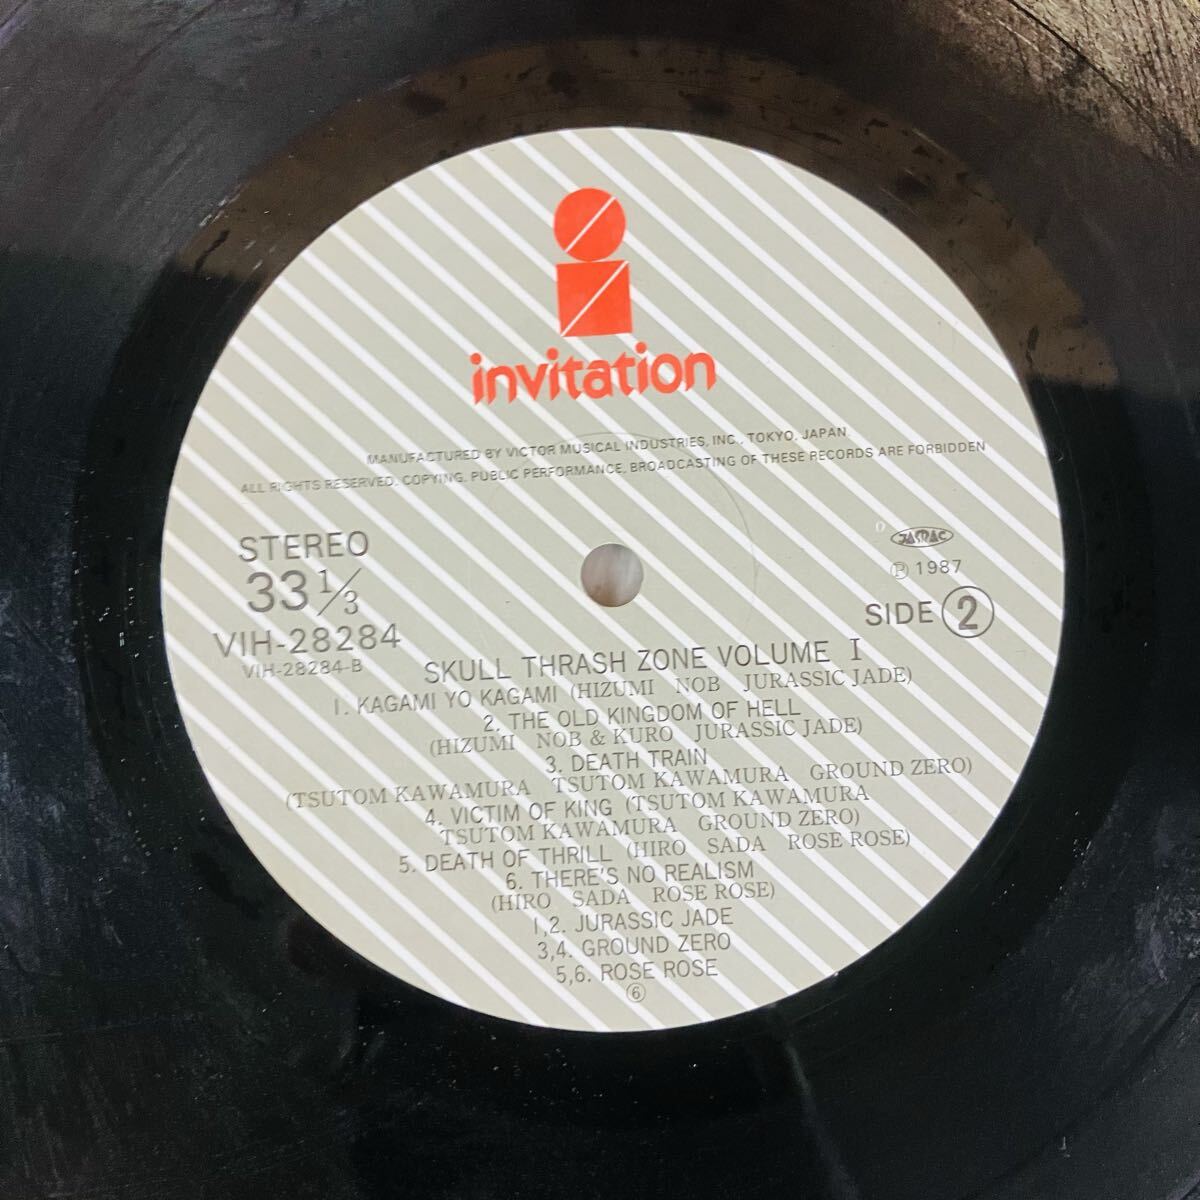 invitation
MANUFACTURED BY VICTOR MUSICAL INDUSTRIES, INC., TOKYO, JAPAN
ALL RIGHTS RESERVED. COPYING. PUBLIC PERFORMANCE. BROADCASTING OF THESE RECORDS ARE FORBIDDEN
STEREO
33 1/3
VIH-28284
VIH-28284-B
JASRAC
Ⓟ 1987
SIDE ②
SKULL THRASH ZONE VOLUME Ⅰ
1. KAGAMI YO KAGAMI (HIZUMI NOB JURASSIC JADE)
2. THE OLD KINGDOM OF HELL
(HIZUMI NOB & KURO JURASSIC JADE)
3. DEATH TRAIN
(TSUTOM KAWAMURA TSUTOM KAWAMURA GROUND ZERO)
4. VICTIM OF KING (TSUTOM KAWAMURA
TSUTOM KAWAMURA GROUND ZERO)
5. DEATH OF THRILL (HIRO SADA ROSE ROSE)
6. THERE'S NO REALISM
(HIRO SADA ROSE ROSE)
1,2. JURASSIC JADE
3,4. GROUND ZERO
5,6. ROSE ROSE
⑥